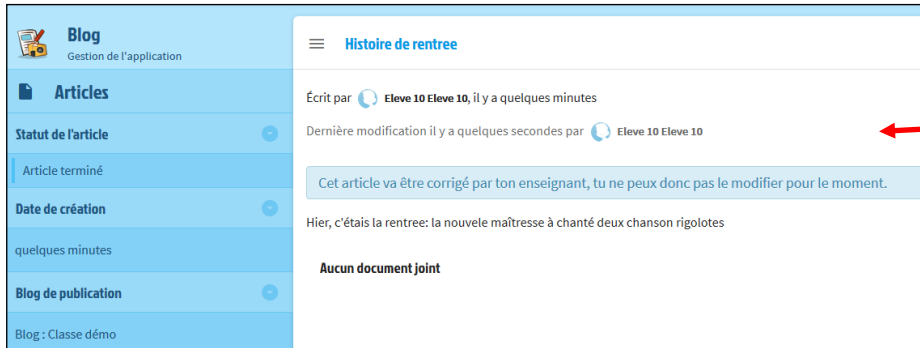 Blog
Gestion de l'application
Articles
Statut de l'article
Article terminé
Date de création
quelques minutes
Blog de publication
Blog : Classe démo
Histoire de rentree
Écrit par Eleve 10 Eleve 10, il y a quelques minutes
Dernière modification il y a quelques secondes par Eleve 10 Eleve 10
Cet article va être corrigé par ton enseignant, tu ne peux donc pas le modifier pour le moment.
Hier, c'étais la rentree: la nouvele maîtresse à chanté deux chanson rigolotes
Aucun document joint